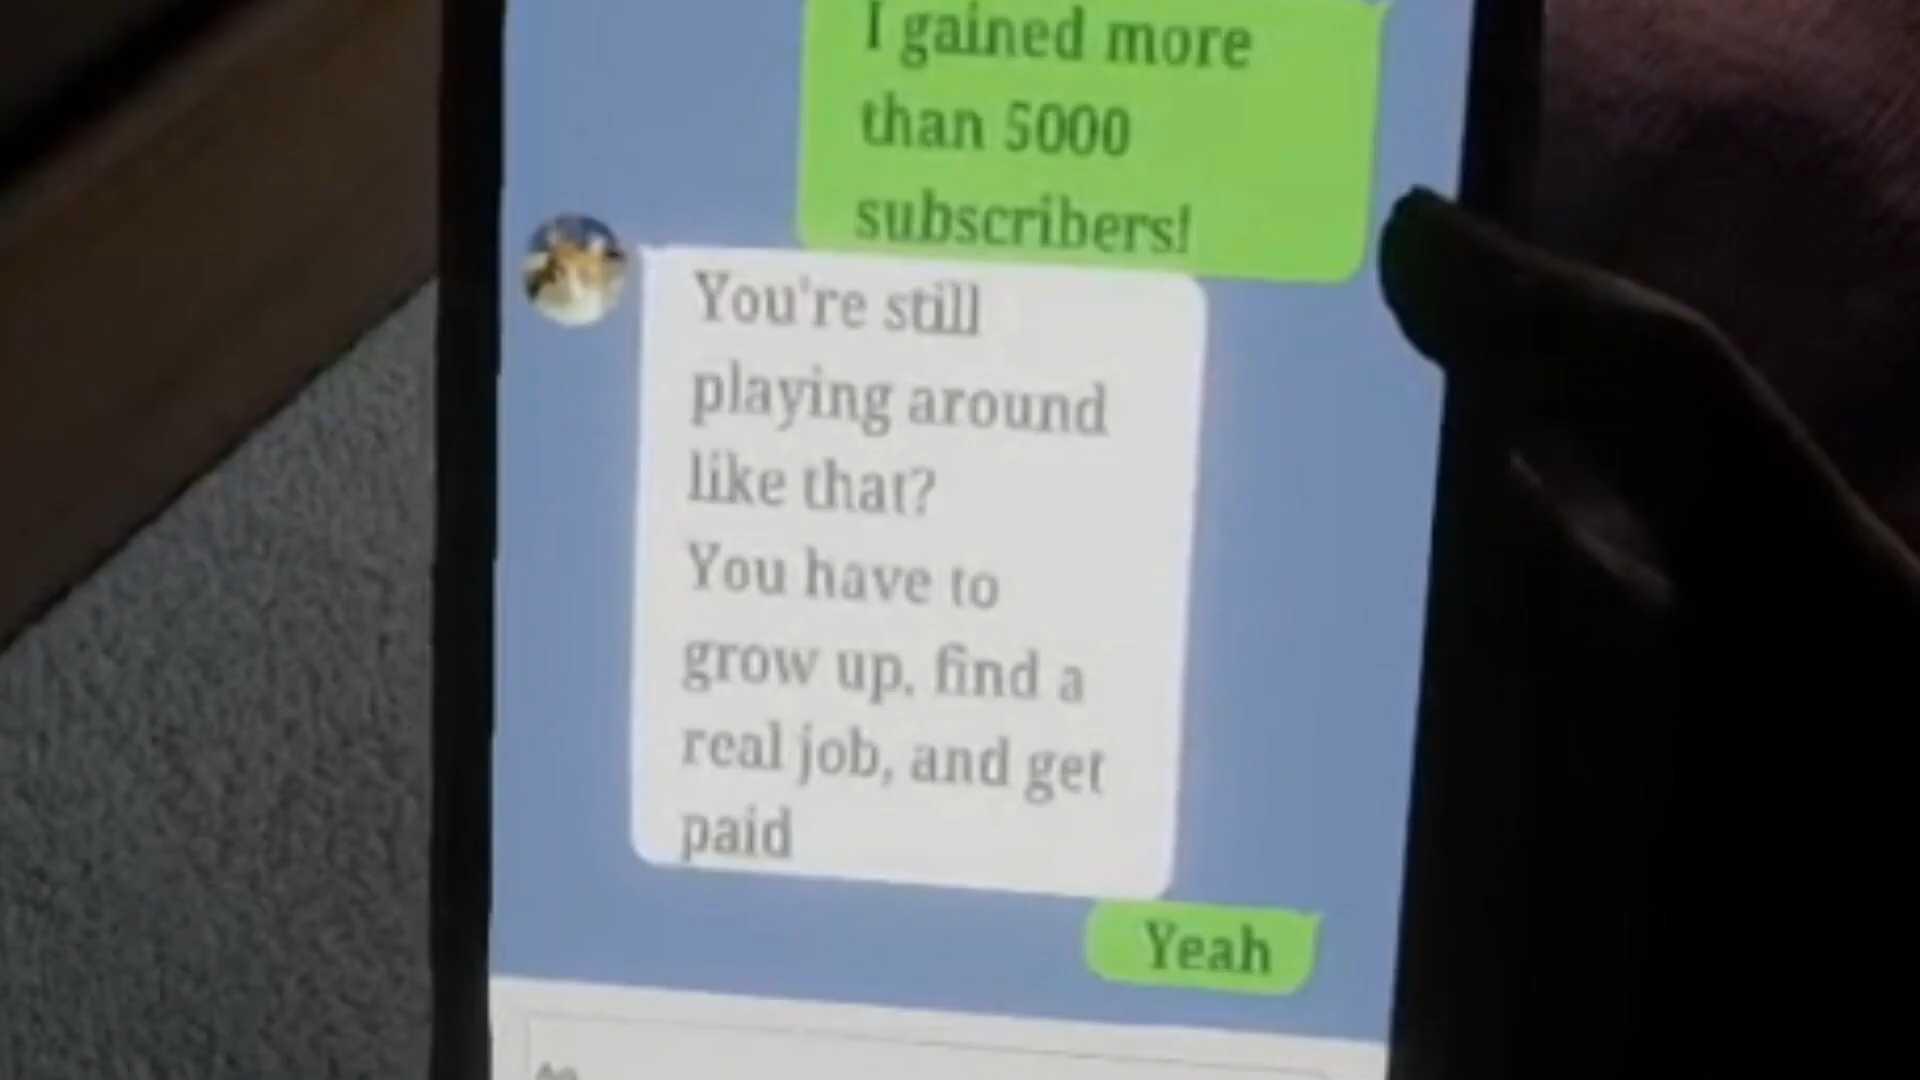 I gained more
than 5000
subscribers!
You're still
playing around
like that?
You have to
grow up, find a
real job, and get
paid
Yeah